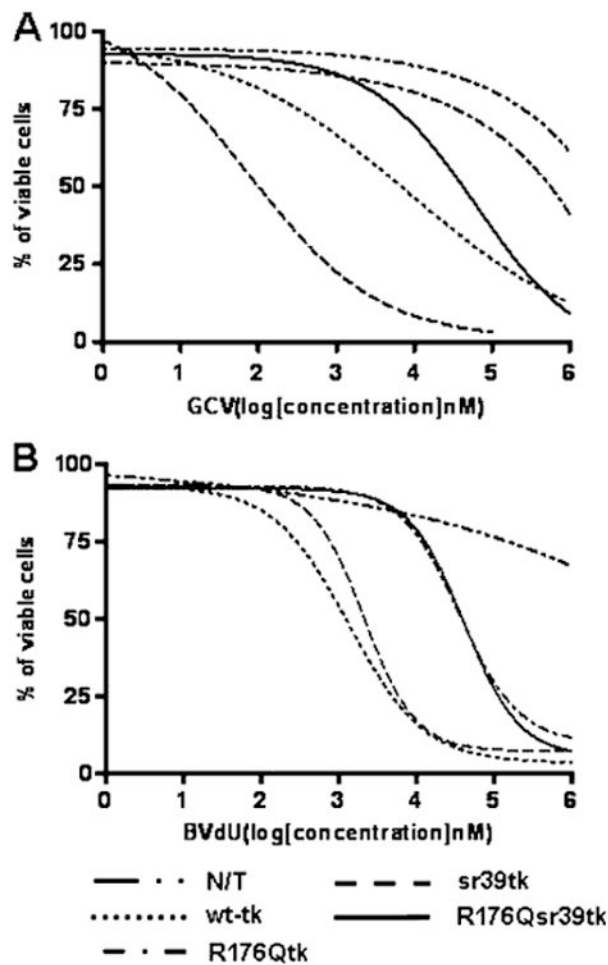 A
% of viable cells
100
75
50
25
0
0 1 2 3 4 5 6
GCV(log[concentration]nM)
B
% of viable cells
100
75
50
25
0
0 1 2 3 4 5 6
BVdU(log[concentration]nM)
N/T
sr39tk
wt-tk
R176Qsr39tk
R176Qtk